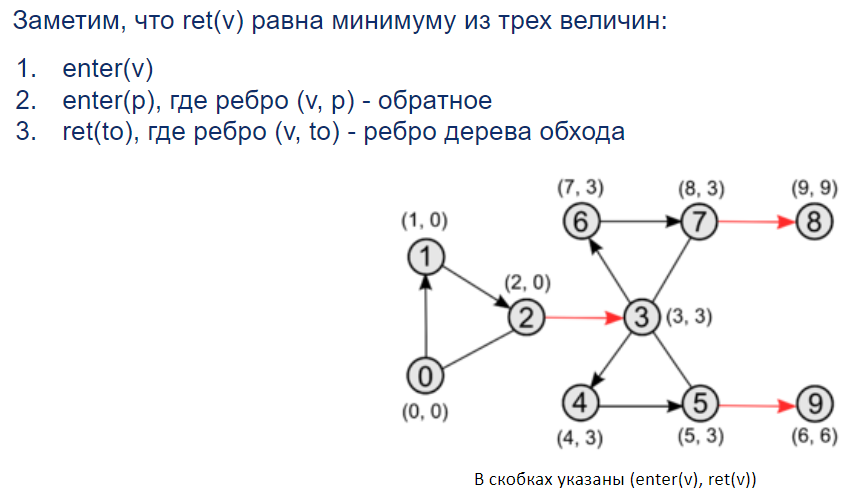 Заметим, что ret(v) равна минимуму из трех величин:
1. enter(v)
2. enter(p), где ребро (v, p) - обратное
3. ret(to), где ребро (v, to) - ребро дерева обхода
(7, 3) (8, 3) (9, 9)
(1, 0) 6 7 8
1 (2, 0)
2 3 (3, 3)
0 4 5 9
(0, 0) (4, 3) (5, 3) (6, 6)
В скобках указаны (enter(v), ret(v))